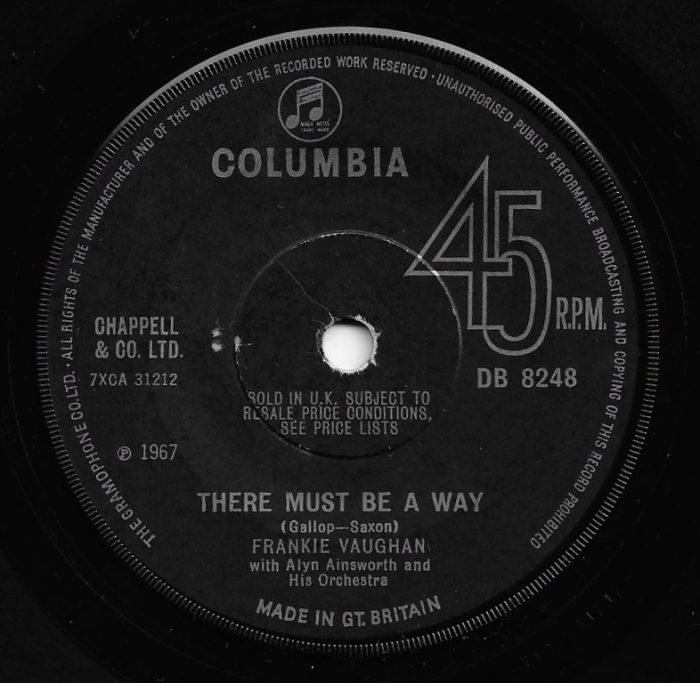 THE GRAMOPHONE CO. LTD. · ALL RIGHTS OF THE MANUFACTURER AND OF THE OWNER OF THE RECORDED WORK RESERVED · UNAUTHORISED PUBLIC PERFORMANCE BROADCASTING AND COPYING OF THIS RECORD PROHIBITED
MAGIC NOTES
TRADE MARK
COLUMBIA
45 R.P.M.
CHAPPELL
& CO. LTD.
7XCA 31212
DB 8248
SOLD IN U.K. SUBJECT TO
RESALE PRICE CONDITIONS,
SEE PRICE LISTS
℗ 1967
THERE MUST BE A WAY
(Gallop—Saxon)
FRANKIE VAUGHAN
with Alyn Ainsworth and
His Orchestra
MADE IN GT. BRITAIN